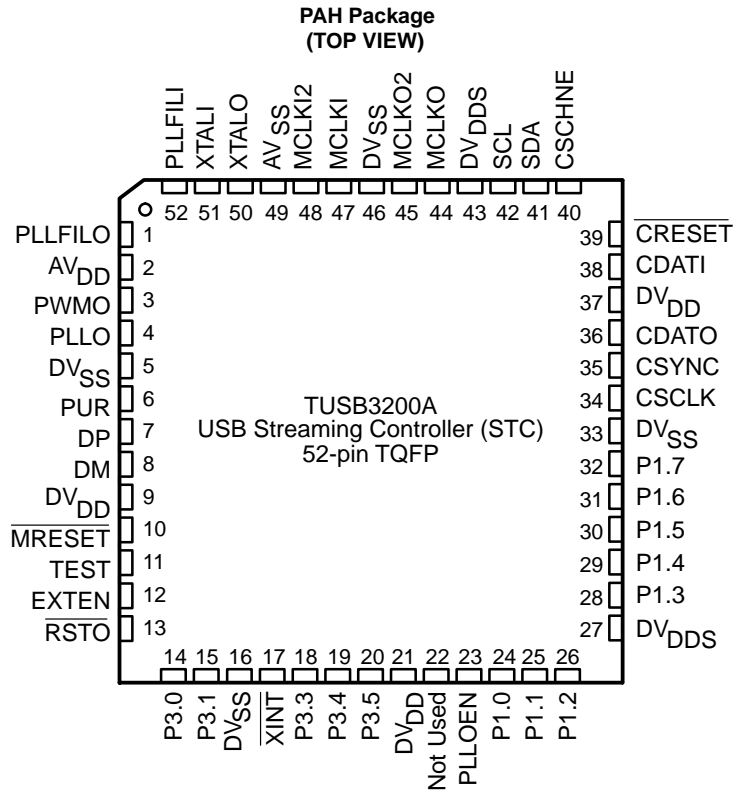 PAH Package
(TOP VIEW)
PLLFILI
XTALI
XTALO
AVSS
MCLKI2
MCLKI
DVSS
MCLKO2
MCLKO
DVDDS
SCL
SDA
CSCHNE
52 51 50 49 48 47 46 45 44 43 42 41 40
PLLFILO 1
AVDD 2
PWMO 3
PLLO 4
DVSS 5
PUR 6
DP 7
DM 8
DVDD 9
MRESET 10
TEST 11
EXTEN 12
RSTO 13
TUSB3200A
USB Streaming Controller (STC)
52-pin TQFP
39 CRESET
38 CDATI
37 DVDD
36 CDATO
35 CSYNC
34 CSCLK
33 DVSS
32 P1.7
31 P1.6
30 P1.5
29 P1.4
28 P1.3
27 DVDDS
14 15 16 17 18 19 20 21 22 23 24 25 26
P3.0
P3.1
DVSS
XINT
P3.3
P3.4
P3.5
DVDD
Not Used
PLLOEN
P1.0
P1.1
P1.2